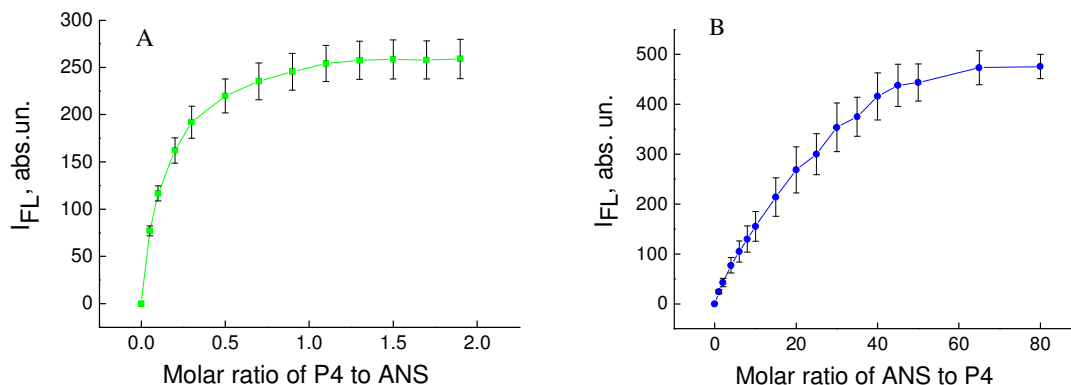 A
300
250
200
150
100
50
0
I_FL, abs.un.
0.0 0.5 1.0 1.5 2.0
Molar ratio of P4 to ANS
B
500
400
300
200
100
0
I_FL, abs. un.
0 20 40 60 80
Molar ratio of ANS to P4